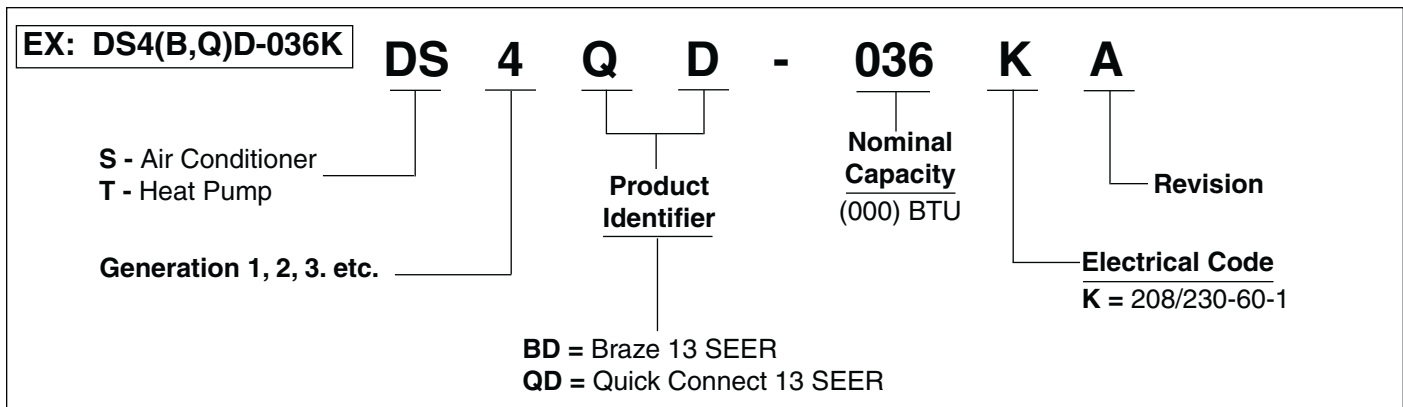 EX: DS4(B,Q)D-036K
DS 4 Q D - 036 K A
S - Air Conditioner
T - Heat Pump
Generation 1, 2, 3. etc.
Product
Identifier
BD = Braze 13 SEER
QD = Quick Connect 13 SEER
Nominal
Capacity
(000) BTU
Revision
Electrical Code
K = 208/230-60-1